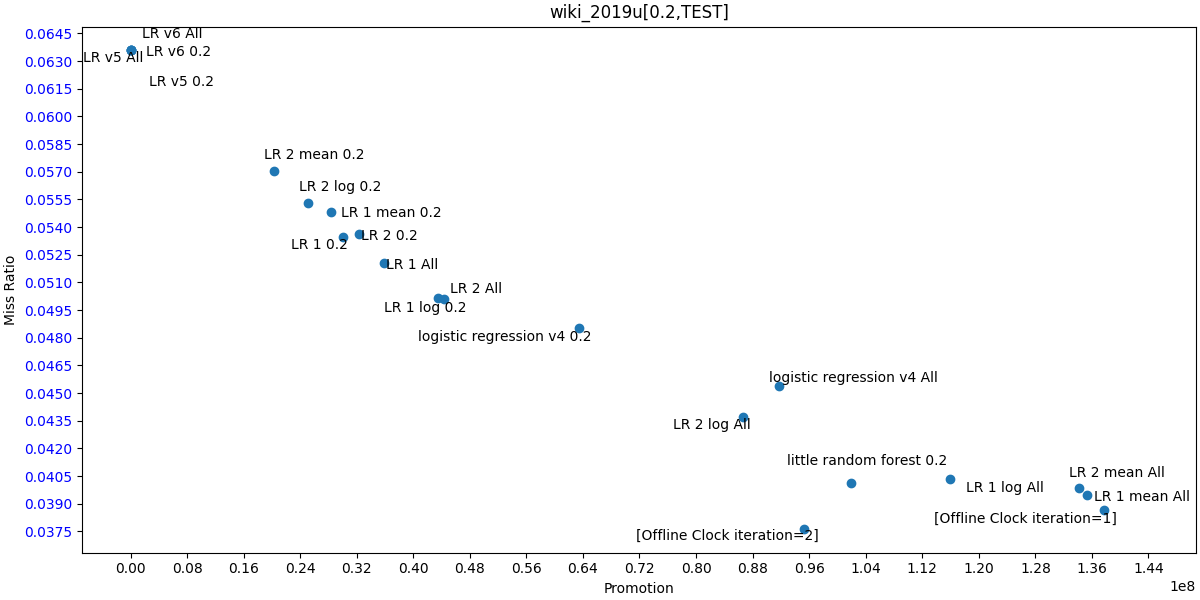 wiki_2019u[0.2,TEST]
0.0645
0.0630
0.0615
0.0600
0.0585
0.0570
0.0555
0.0540
0.0525
0.0510
0.0495
0.0480
0.0465
0.0450
0.0435
0.0420
0.0405
0.0390
0.0375
Miss Ratio
LR v6 All
LR v6 0.2
LR v5 All
LR v5 0.2
LR 2 mean 0.2
LR 2 log 0.2
LR 1 mean 0.2
LR 2 0.2
LR 1 0.2
LR 1 All
LR 2 All
LR 1 log 0.2
logistic regression v4 0.2
logistic regression v4 All
LR 2 log All
little random forest 0.2
LR 2 mean All
LR 1 log All
LR 1 mean All
[Offline Clock iteration=1]
[Offline Clock iteration=2]
0.00 0.08 0.16 0.24 0.32 0.40 0.48 0.56 0.64 0.72 0.80 0.88 0.96 1.04 1.12 1.20 1.28 1.36 1.44
1e8
Promotion